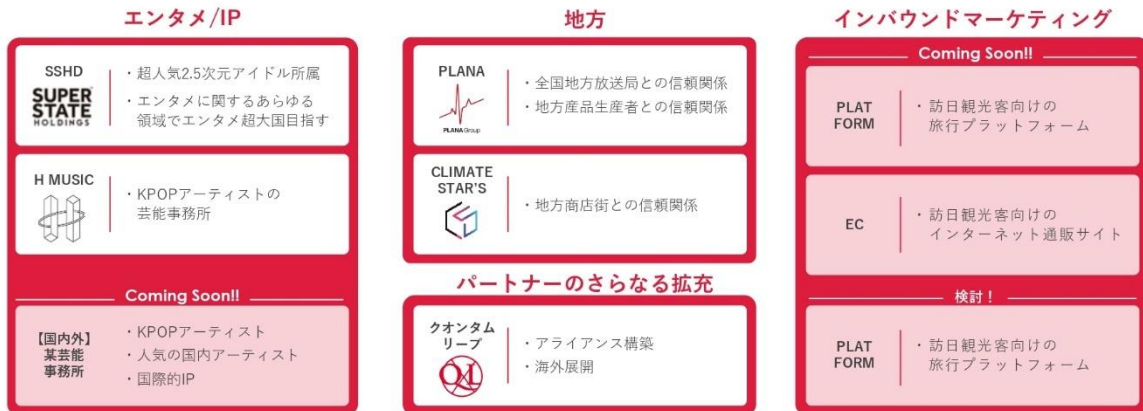 エンタメ/IP
SSHD
SUPER
STATE
HOLDINGS
・超人気2.5次元アイドル所属
・エンタメに関するあらゆる
領域でエンタメ超大国目指す
H MUSIC
・KPOPアーティストの
芸能事務所
Coming Soon!!
【国内外】
某芸能
事務所
・KPOPアーティスト
・人気の国内アーティスト
・国際的IP
地方
PLANA
PLANA Group
・全国地方放送局との信頼関係
・地方産品生産者との信頼関係
CLIMATE
STAR'S
・地方商店街との信頼関係
パートナーのさらなる拡充
クオンタム
リープ
QL
・アライアンス構築
・海外展開
インバウンドマーケティング
Coming Soon!!
PLAT
FORM
・訪日観光客向けの
旅行プラットフォーム
EC
・訪日観光客向けの
インターネット通販サイト
検討！
PLAT
FORM
・訪日観光客向けの
旅行プラットフォーム